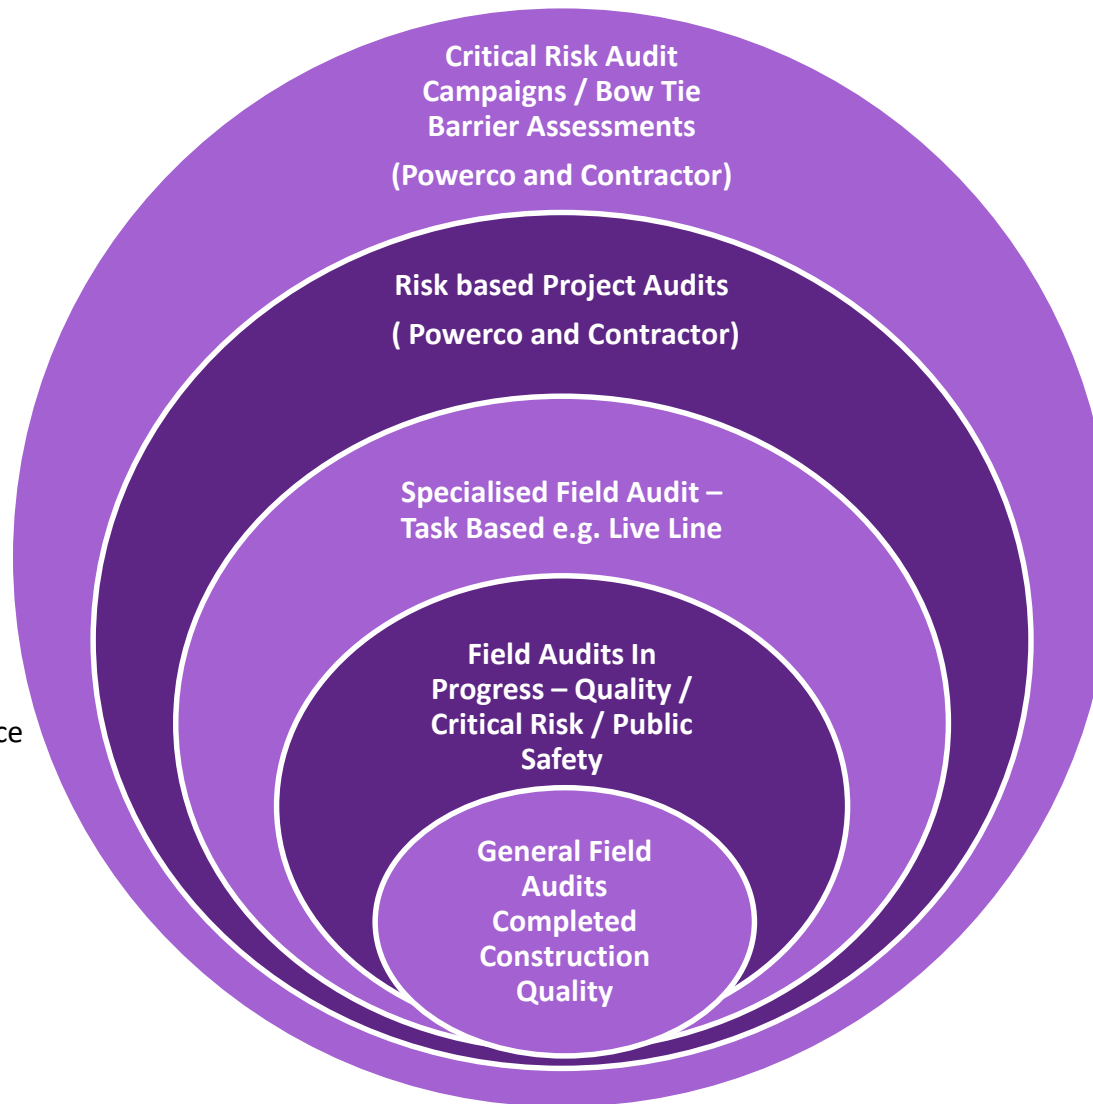 Critical Risk Audit
Campaigns / Bow Tie
Barrier Assessments
(Powerco and Contractor)
Risk based Project Audits
( Powerco and Contractor)
Specialised Field Audit –
Task Based e.g. Live Line
Field Audits In
Progress – Quality /
Critical Risk / Public
Safety
ce
General Field
Audits
Completed
Construction
Quality